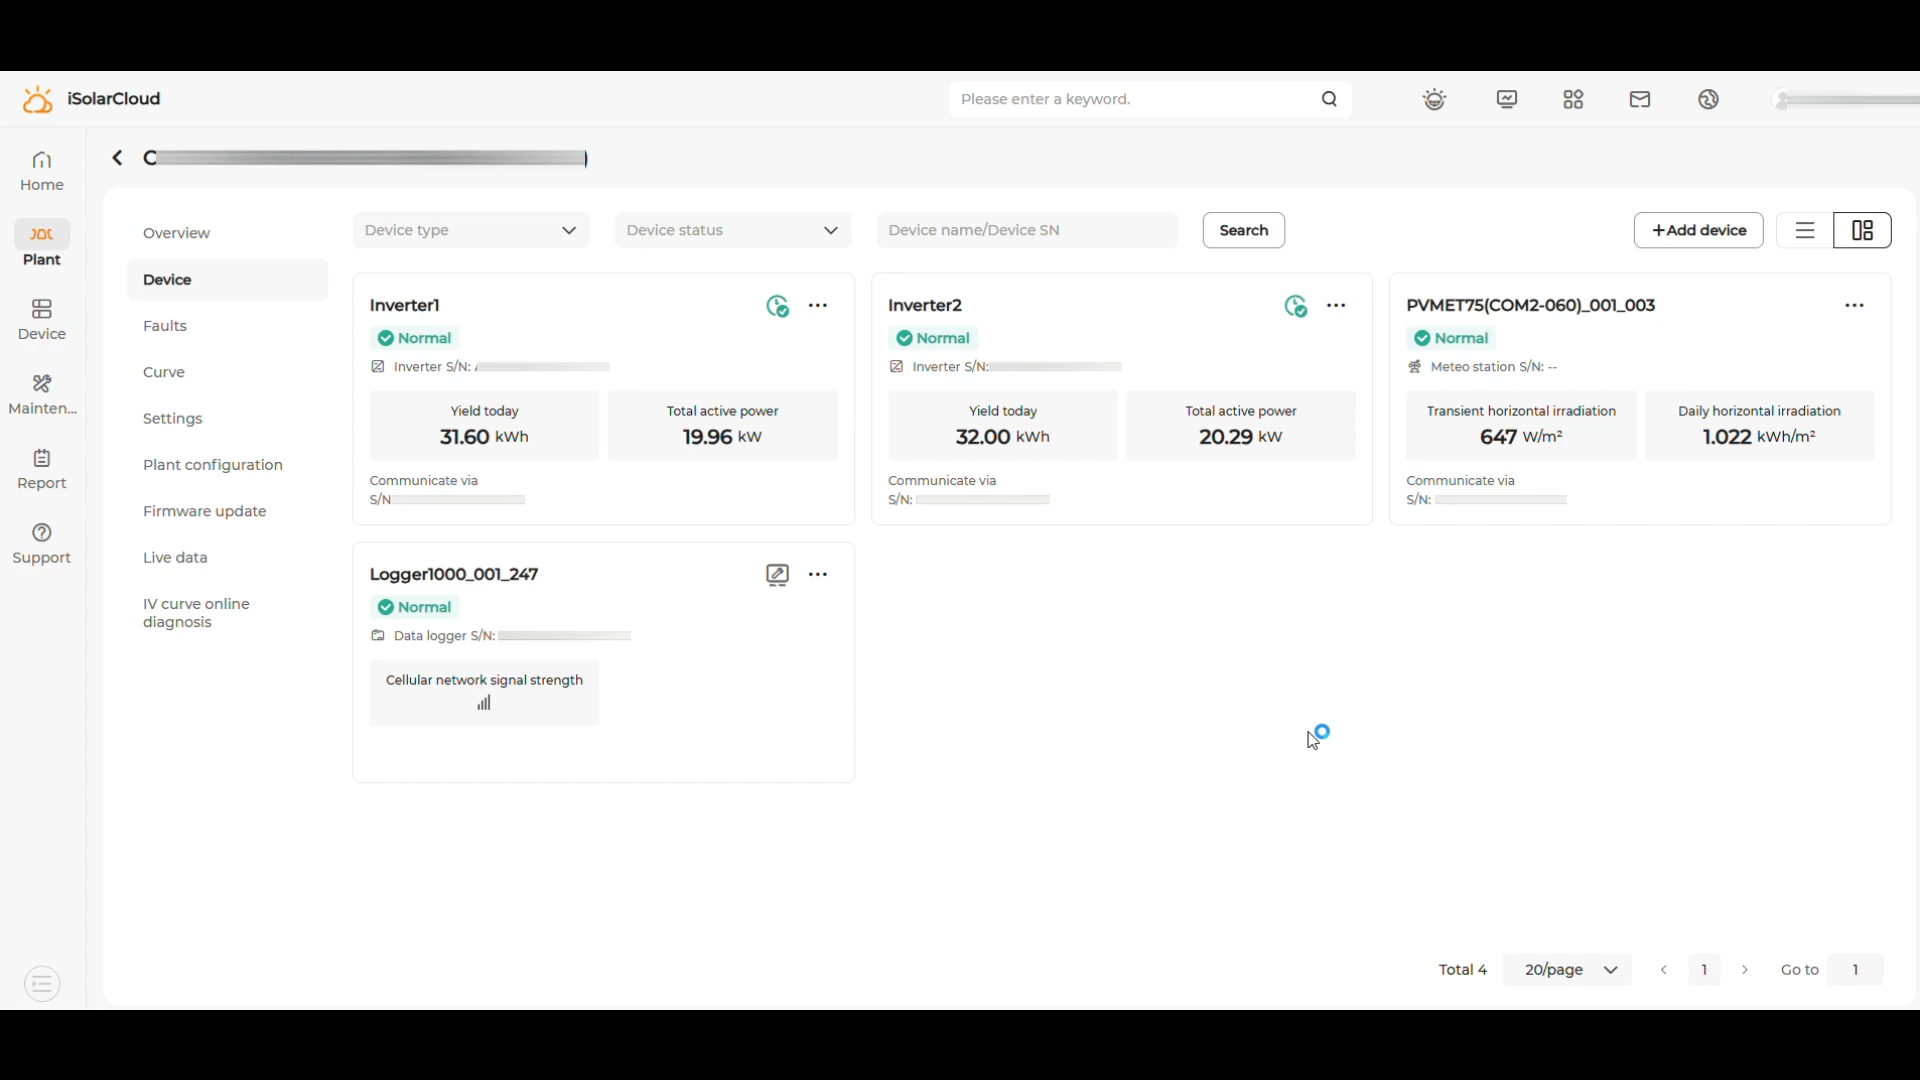 iSolarCloud
Please enter a keyword.
Home
Plant
Device
Mainten...
Report
Support
Overview
Device
Faults
Curve
Settings
Plant configuration
Firmware update
Live data
IV curve online
diagnosis
Device type
Device status
Device name/Device SN
Search
+Add device
Inverter1
Normal
Inverter S/N:
Yield today
31.60 kWh
Total active power
19.96 kW
Communicate via
S/N
Inverter2
Normal
Inverter S/N:
Yield today
32.00 kWh
Total active power
20.29 kW
Communicate via
S/N:
PVMET75(COM2-060)_001_003
Normal
Meteo station S/N: --
Transient horizontal irradiation
647 W/m²
Daily horizontal irradiation
1.022 kWh/m²
Communicate via
S/N:
Logger1000_001_247
Normal
Data logger S/N:
Cellular network signal strength
Total 4
20/page
< 1 >
Go to 1